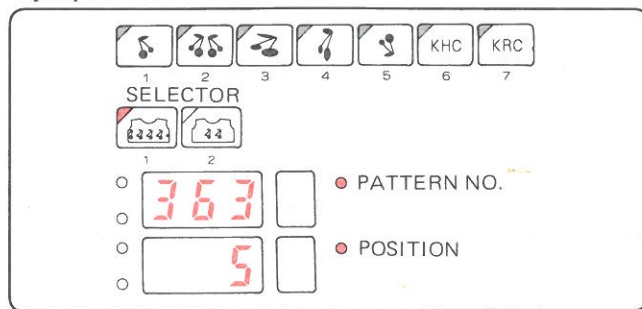 KHC KRC
1 2 3 4 5 6 7
SELECTOR
1 2
363 PATTERN NO.
5 POSITION